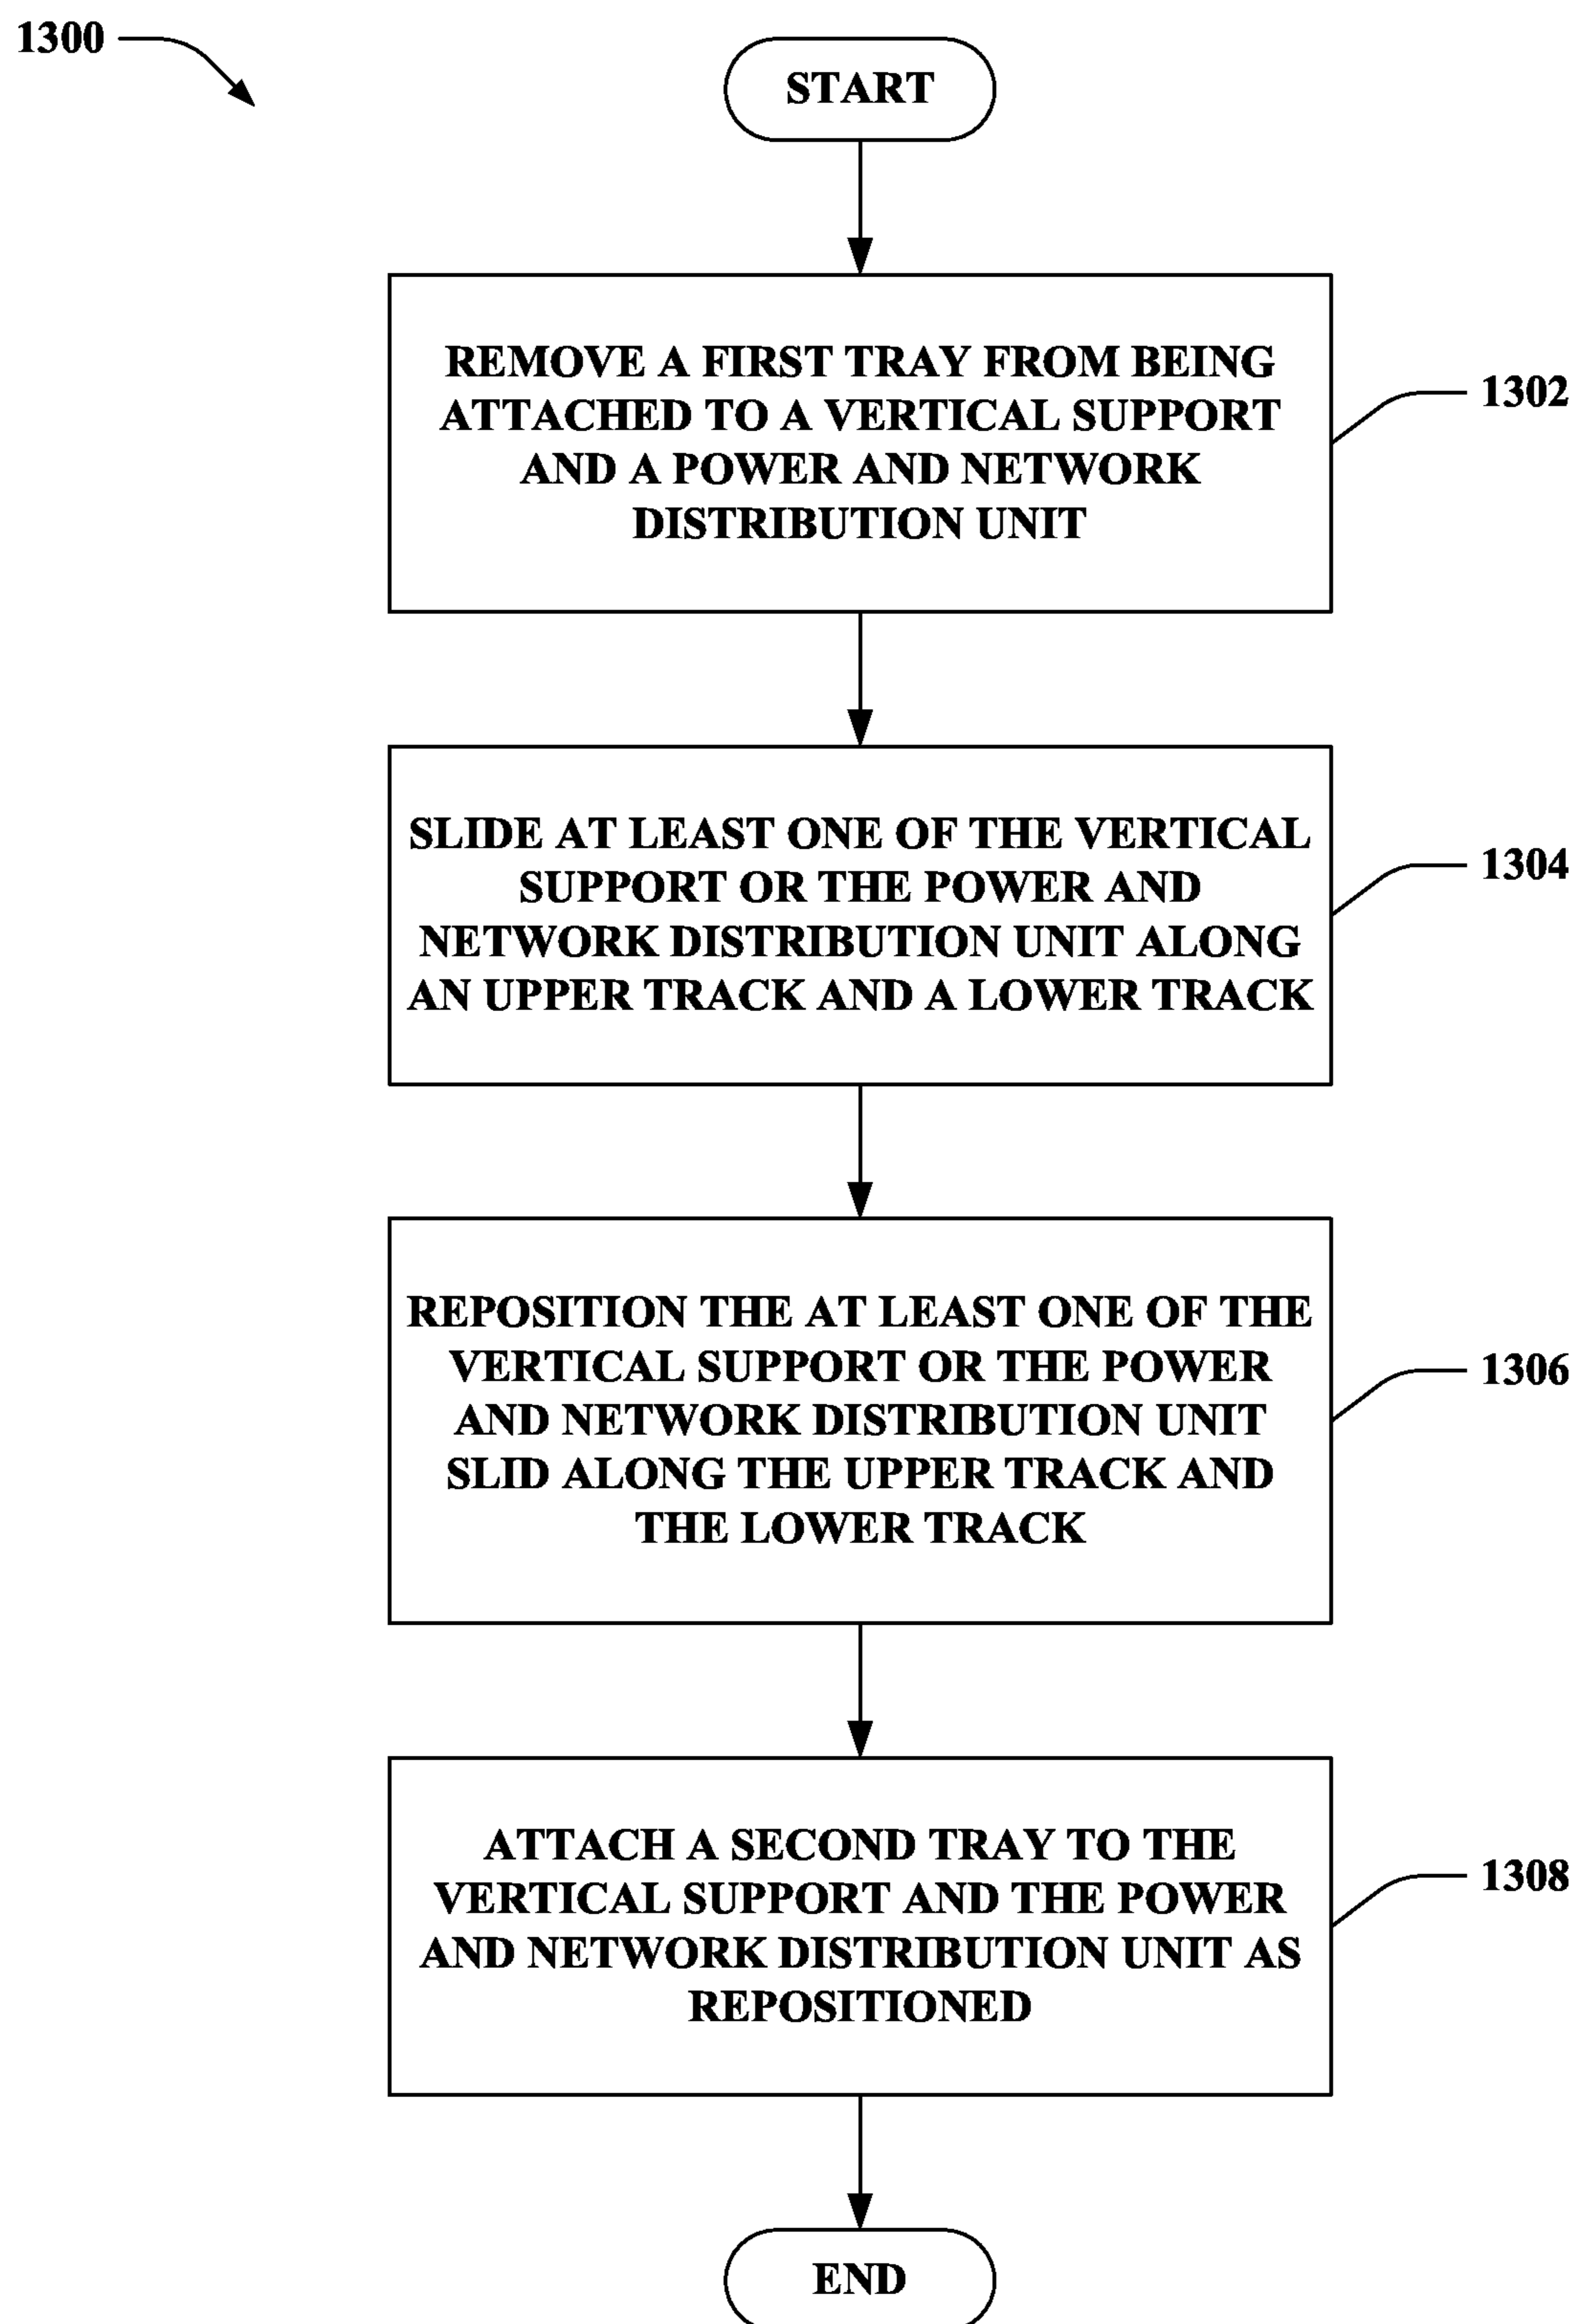 1300
START
REMOVE A FIRST TRAY FROM BEING
ATTACHED TO A VERTICAL SUPPORT
AND A POWER AND NETWORK
DISTRIBUTION UNIT
1302
SLIDE AT LEAST ONE OF THE VERTICAL
SUPPORT OR THE POWER AND
NETWORK DISTRIBUTION UNIT ALONG
AN UPPER TRACK AND A LOWER TRACK
1304
REPOSITION THE AT LEAST ONE OF THE
VERTICAL SUPPORT OR THE POWER
AND NETWORK DISTRIBUTION UNIT
SLID ALONG THE UPPER TRACK AND
THE LOWER TRACK
1306
ATTACH A SECOND TRAY TO THE
VERTICAL SUPPORT AND THE POWER
AND NETWORK DISTRIBUTION UNIT AS
REPOSITIONED
1308
END